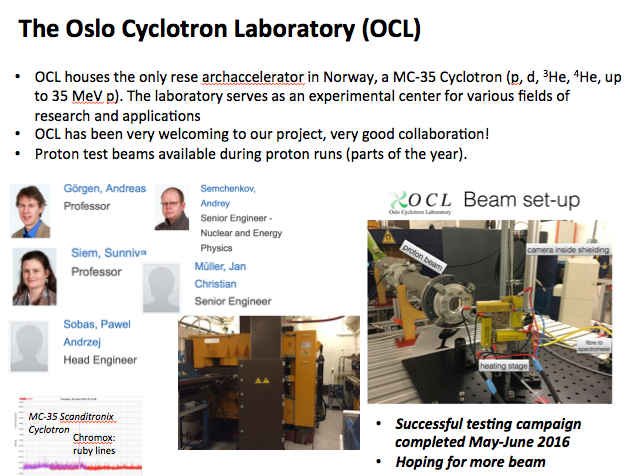 The Oslo Cyclotron Laboratory (OCL)
• OCL houses the only rese archaccelerator in Norway, a MC-35 Cyclotron (p, d, ³He, ⁴He, up
to 35 MeV p). The laboratory serves as an experimental center for various fields of
research and applications
• OCL has been very welcoming to our project, very good collaboration!
• Proton test beams available during proton runs (parts of the year).
Görgen, Andreas
Professor
Semchenkov,
Andrey
Senior Engineer -
Nuclear and Energy
Physics
Siem, Sunniva
Professor
Müller, Jan
Christian
Senior Engineer
Sobas, Pawel
Andrzej
Head Engineer
OCL Beam set-up
Oslo Cyclotron Laboratory
proton beam
camera inside shielding
fibre to
spectrometer
heating stage
MC-35 Scanditronix
Cyclotron
Chromox:
ruby lines
• Successful testing campaign
completed May-June 2016
• Hoping for more beam